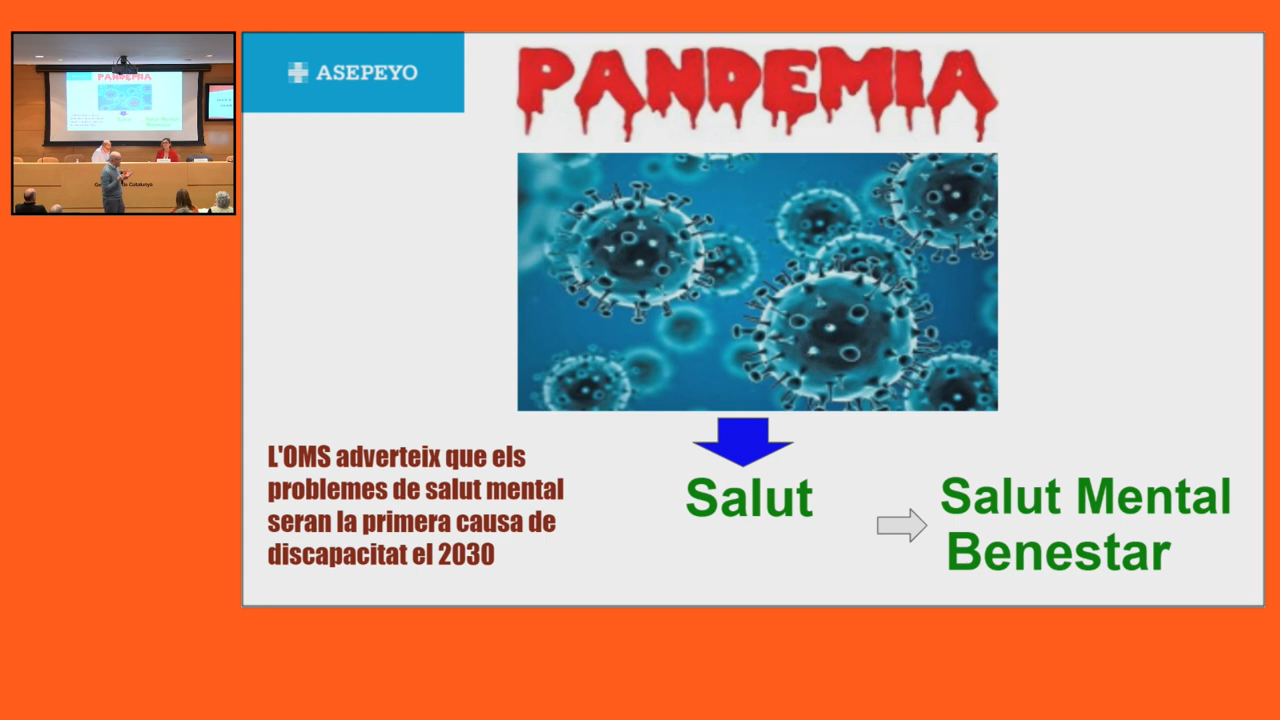 ASEPEYO
PANDEMIA
L'OMS adverteix que els
problemes de salut mental
seran la primera causa de
discapacitat el 2030
Salut
Salut Mental
Benestar
PANDEMIA